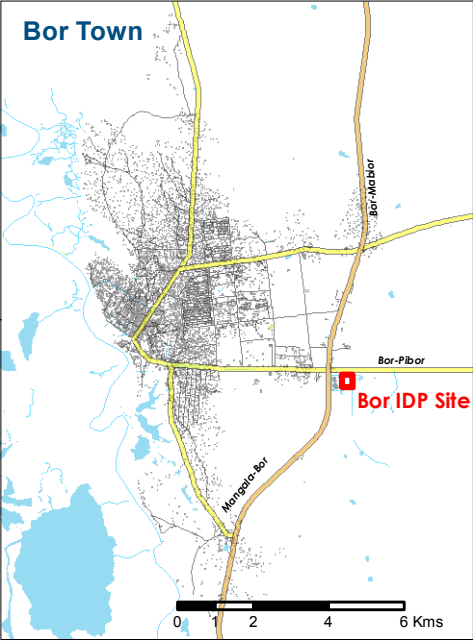 Bor Town
Bor-Mabior
Bor-Pibor
Bor IDP Site
Mangala-Bor
0 1 2 4 6 Kms